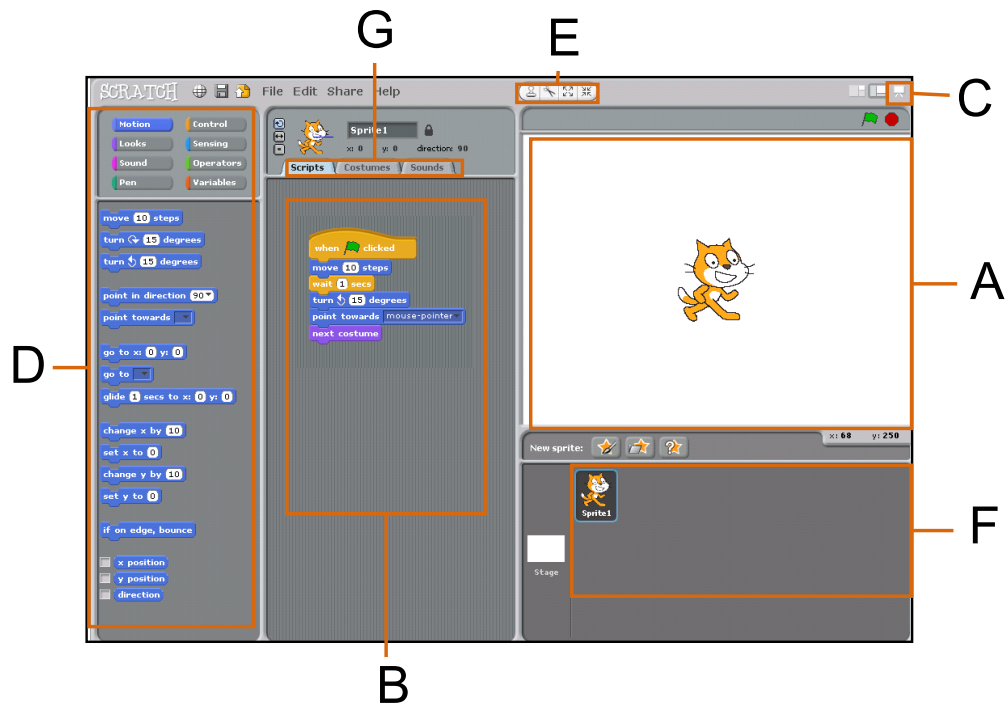 G
E
C
A
D
F
B
SCRATCH File Edit Share Help
Motion Control
Looks Sensing
Sound Operators
Pen Variables
move 10 steps
turn 15 degrees
turn 15 degrees
point in direction 90
point towards
go to x: 0 y: 0
go to
glide 1 secs to x: 0 y: 0
change x by 10
set x to 0
change y by 10
set y to 0
if on edge, bounce
x position
y position
direction
Sprite1
x: 0 y: 0 direction: 90
Scripts Costumes Sounds
when clicked
move 10 steps
wait 1 secs
turn 15 degrees
point towards mouse-pointer
next costume
x: 68 y: 250
New sprite:
Sprite1
Stage